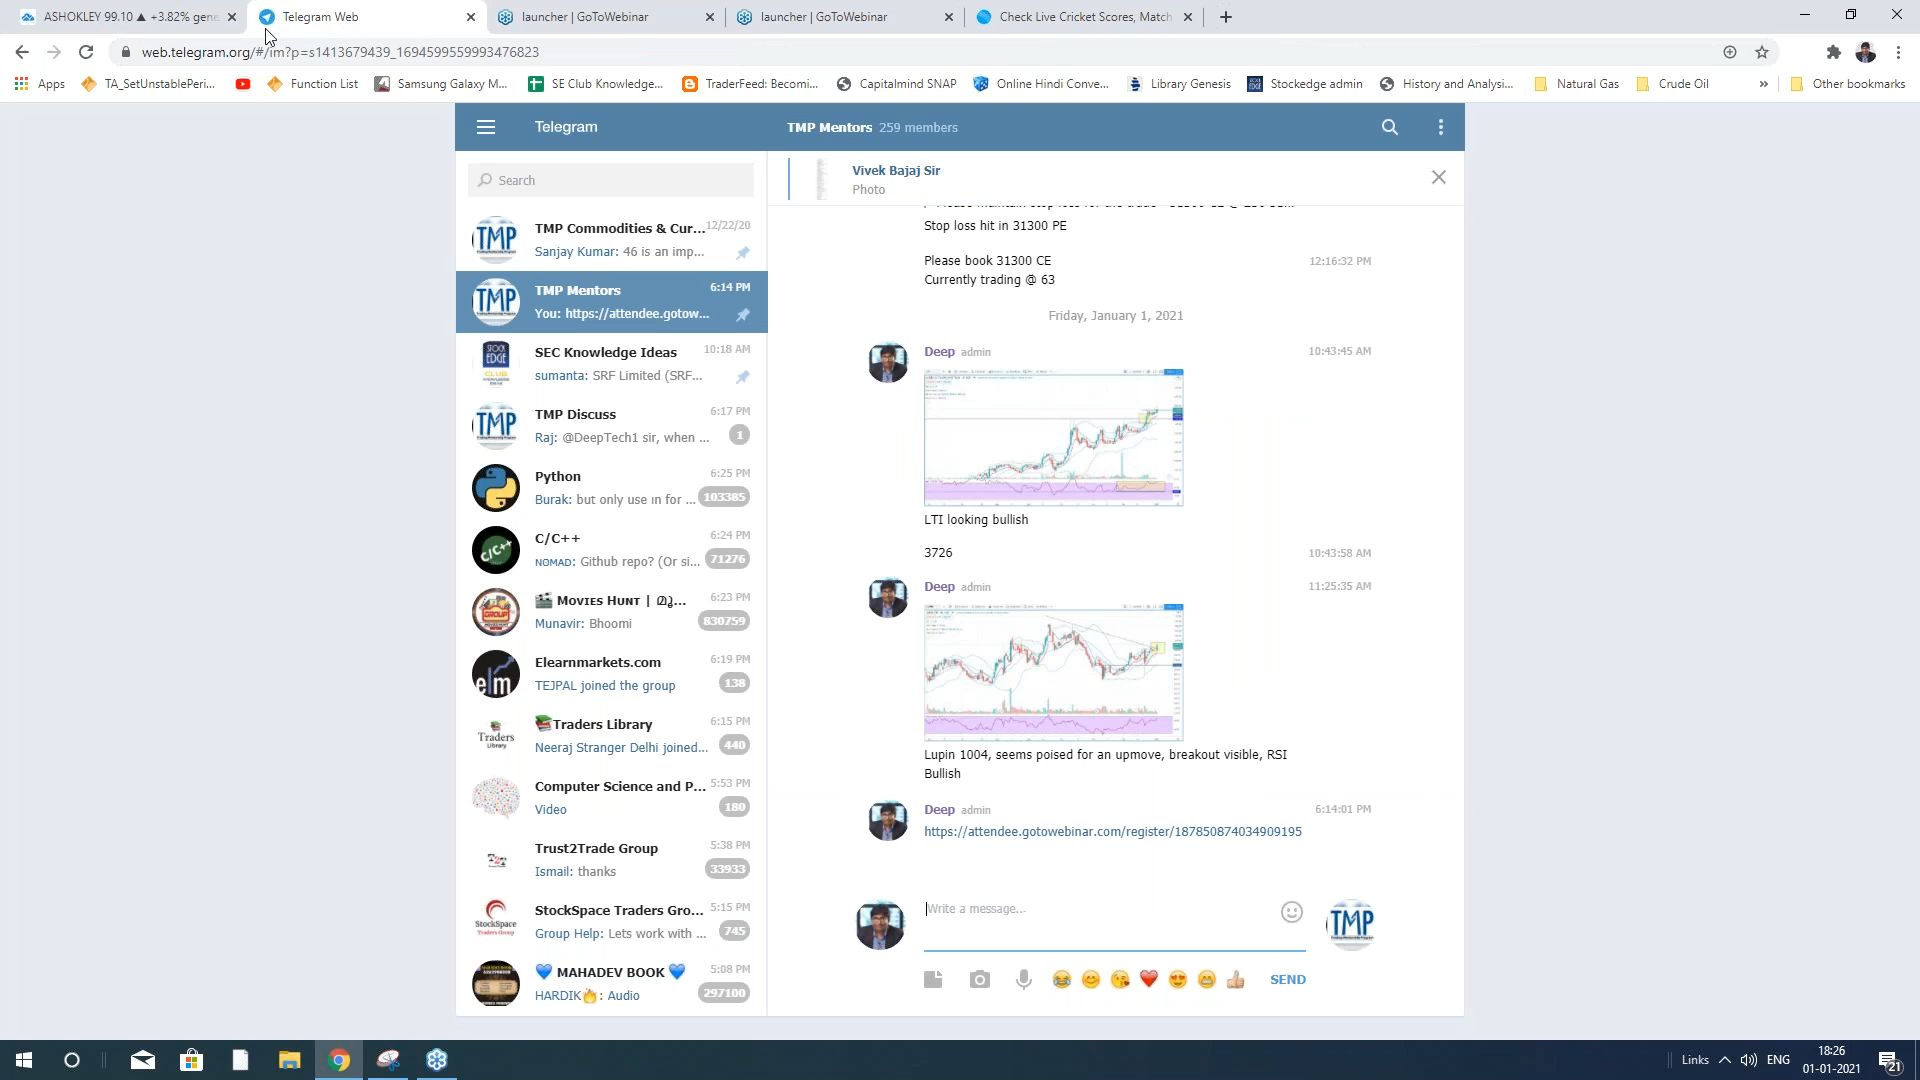 ASHOKLEY 99.10 ▲ +3.82% gene
Telegram Web
launcher | GoToWebinar
launcher | GoToWebinar
Check Live Cricket Scores, Match
web.telegram.org/#/im?p=s1413679439_1694599559993476823
Apps
TA_SetUnstablePeri...
Function List
Samsung Galaxy M...
SE Club Knowledge...
TraderFeed: Becomi...
Capitalmind SNAP
Online Hindi Conve...
Library Genesis
Stockedge admin
History and Analysi...
Natural Gas
Crude Oil
»
Other bookmarks
Telegram
TMP Mentors 259 members
Search
TMP Commodities & Cur... 12/22/20
Sanjay Kumar: 46 is an imp...
TMP Mentors 6:14 PM
You: https://attendee.gotow...
SEC Knowledge Ideas 10:18 AM
sumanta: SRF Limited (SRF...
TMP Discuss 6:17 PM
Raj: @DeepTech1 sir, when ... 1
Python 6:25 PM
Burak: but only use ın for ... 103385
C/C++ 6:24 PM
ɴᴏᴍᴀᴅ: Github repo? (Or si... 71276
🎬 Mᴏᴠɪᴇs Hᴜɴᴛ | മൂ... 6:23 PM
Munavir: Bhoomi 830759
Elearnmarkets.com 6:19 PM
TEJPAL joined the group 138
📚Traders Library 6:15 PM
Neeraj Stranger Delhi joined... 440
Computer Science and P... 5:53 PM
Video 180
Trust2Trade Group 5:38 PM
Ismail: thanks 33933
StockSpace Traders Gro... 5:15 PM
Group Help: Lets work with ... 745
💙 MAHADEV BOOK 💙 5:08 PM
HARDIK🔥: Audio 297100
Vivek Bajaj Sir
Photo
Stop loss hit in 31300 PE
Please book 31300 CE 12:16:32 PM
Currently trading @ 63
Friday, January 1, 2021
Deep admin 10:43:45 AM
LTI looking bullish
3726 10:43:58 AM
Deep admin 11:25:35 AM
Lupin 1004, seems poised for an upmove, breakout visible, RSI
Bullish
Deep admin 6:14:01 PM
https://attendee.gotowebinar.com/register/187850874034909195
Write a message...
SEND
TMP
Links
ENG
18:26
01-01-2021
21